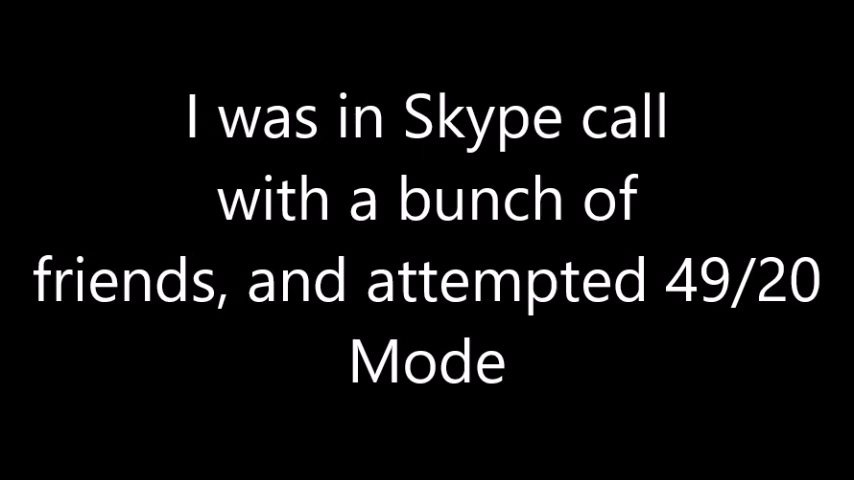 I was in Skype call
with a bunch of
friends, and attempted 49/20
Mode